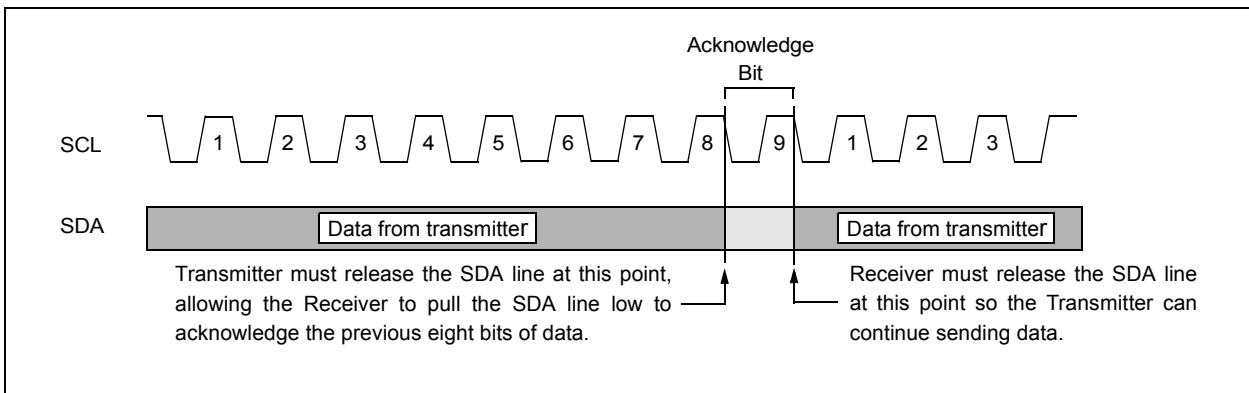 Acknowledge
Bit
SCL
1 2 3 4 5 6 7 8 9 1 2 3
SDA
Data from transmitter
Data from transmitter
Transmitter must release the SDA line at this point,
allowing the Receiver to pull the SDA line low to
acknowledge the previous eight bits of data.
Receiver must release the SDA line
at this point so the Transmitter can
continue sending data.